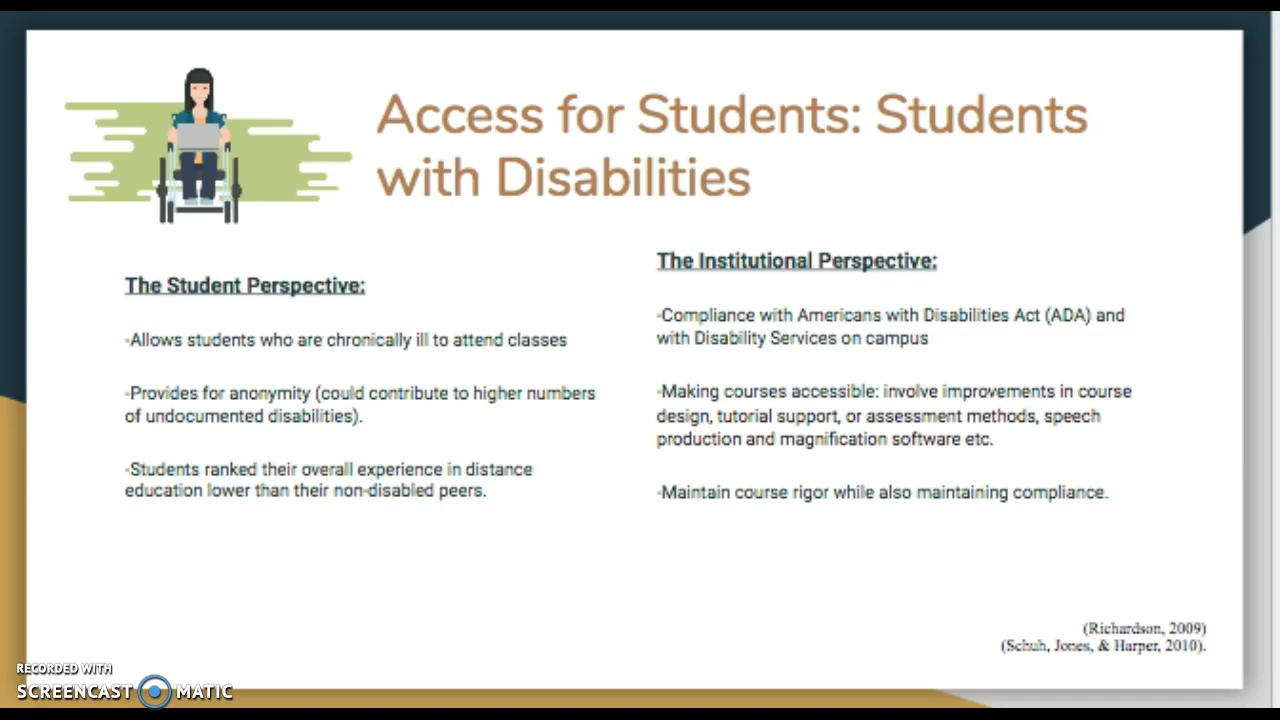 Access for Students: Students
with Disabilities
The Student Perspective:
-Allows students who are chronically ill to attend classes
-Provides for anonymity (could contribute to higher numbers
of undocumented disabilities).
-Students ranked their overall experience in distance
education lower than their non-disabled peers.
The Institutional Perspective:
-Compliance with Americans with Disabilities Act (ADA) and
with Disability Services on campus
-Making courses accessible: involve improvements in course
design, tutorial support, or assessment methods, speech
production and magnification software etc.
-Maintain course rigor while also maintaining compliance.
(Richardson, 2009)
(Schuh, Jones, & Harper, 2010).
RECORDED WITH
SCREENCAST MATIC